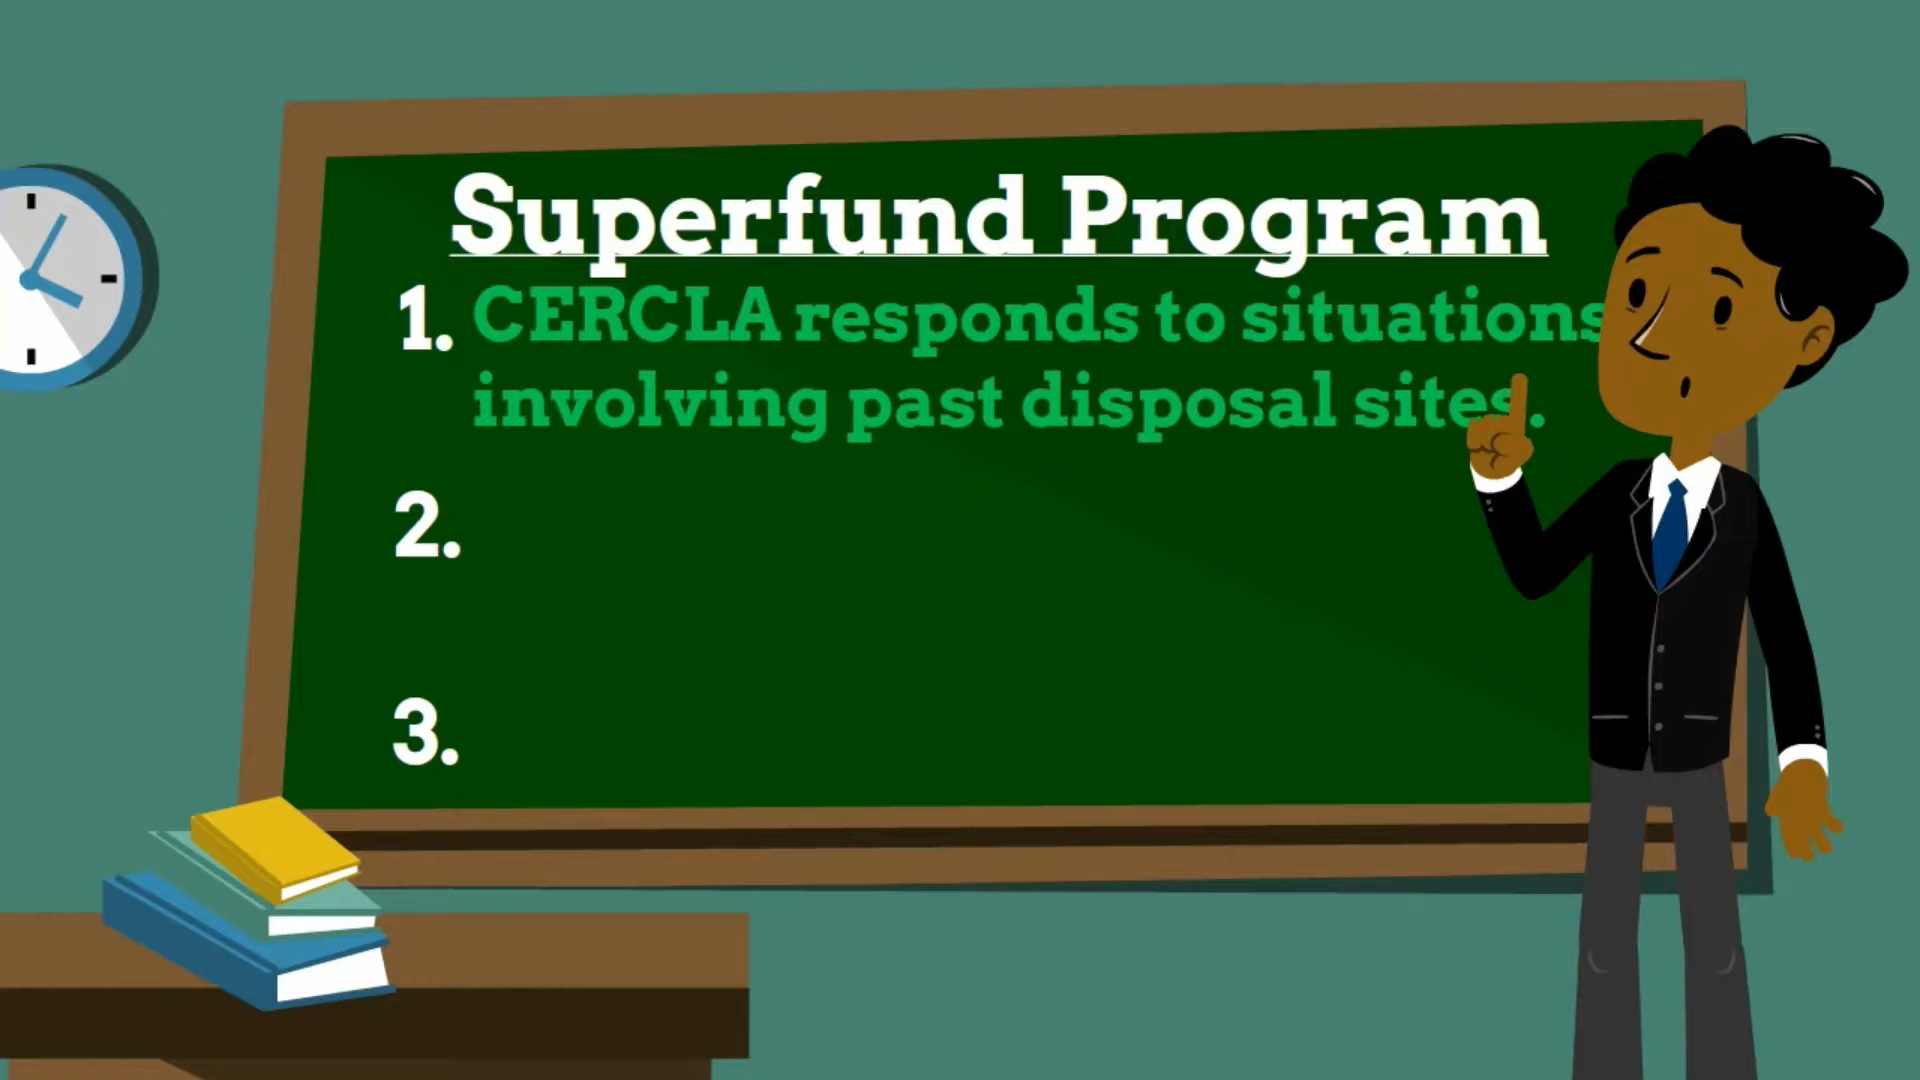 Superfund Program
1. CERCLA responds to situations
involving past disposal sites.
2.
3.